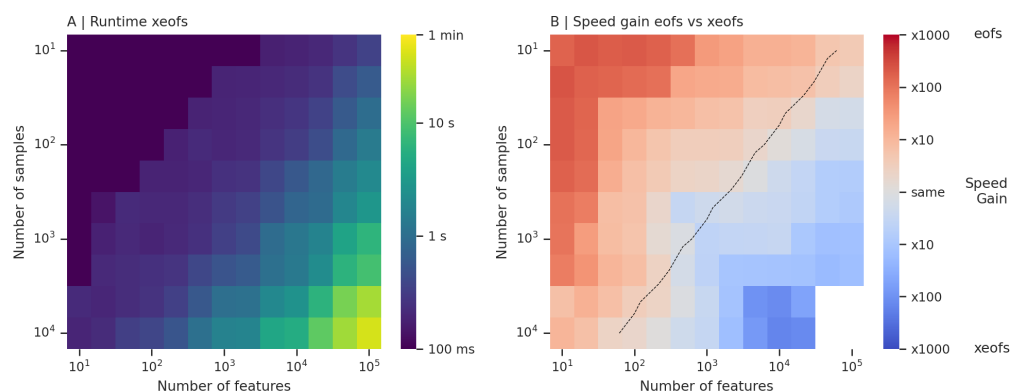 A | Runtime xeofs
10¹
10²
10³
10⁴
Number of samples
10¹
10²
10³
10⁴
10⁵
Number of features
1 min
10 s
1 s
100 ms
B | Speed gain eofs vs xeofs
10¹
10²
10³
10⁴
Number of samples
10¹
10²
10³
10⁴
10⁵
Number of features
x1000
x100
x10
same
x10
x100
x1000
eofs
Speed
Gain
xeofs